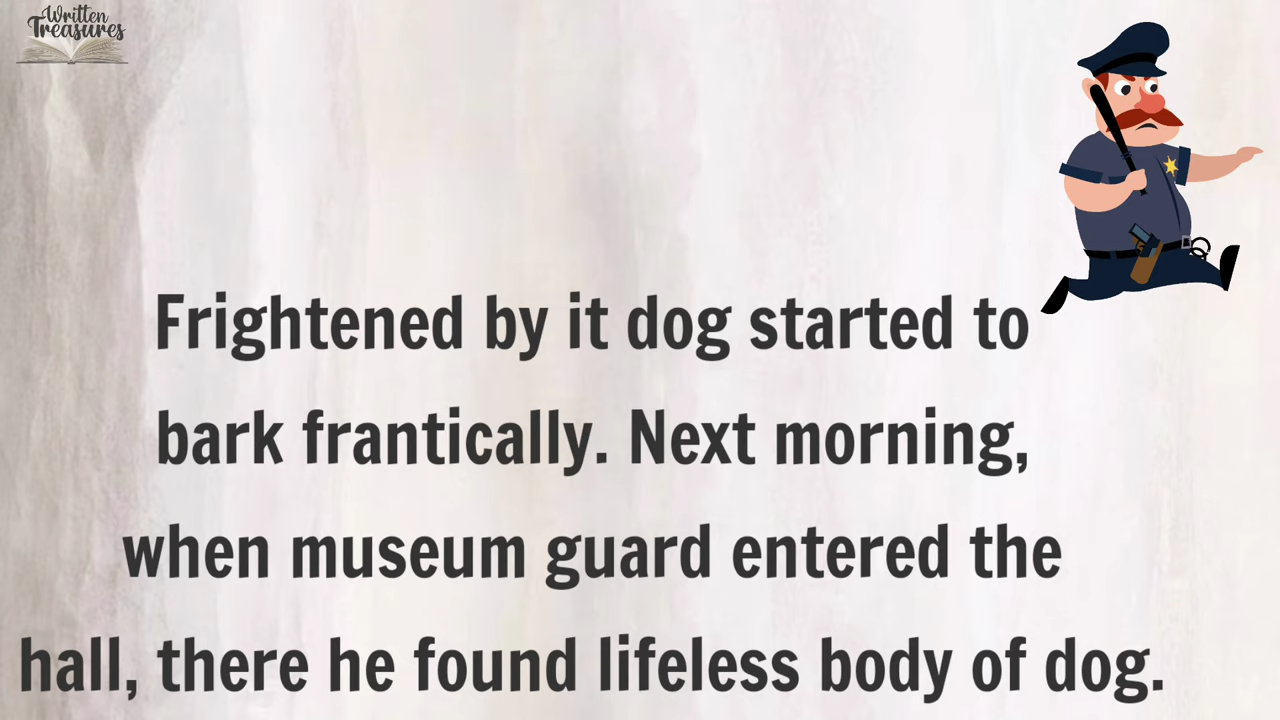 Written
Treasures
Frightened by it dog started to
bark frantically. Next morning,
when museum guard entered the
hall, there he found lifeless body of dog.